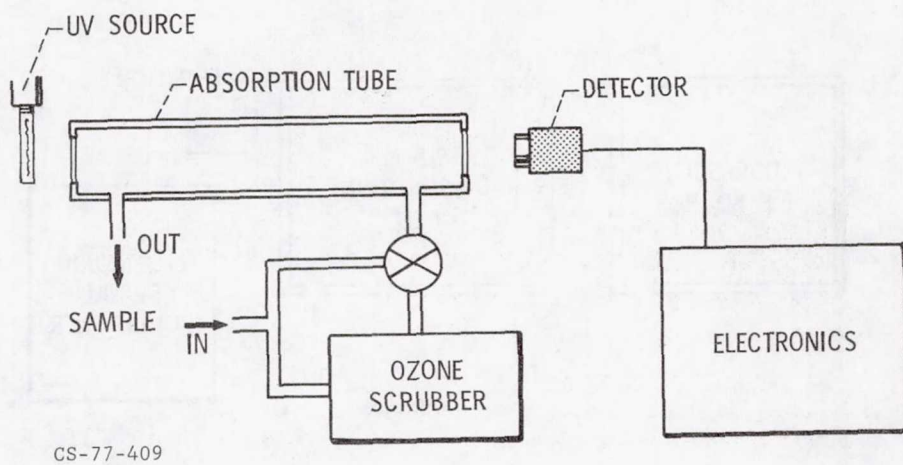 UV SOURCE
ABSORPTION TUBE
DETECTOR
OUT
SAMPLE
IN
OZONE
SCRUBBER
ELECTRONICS
CS-77-409